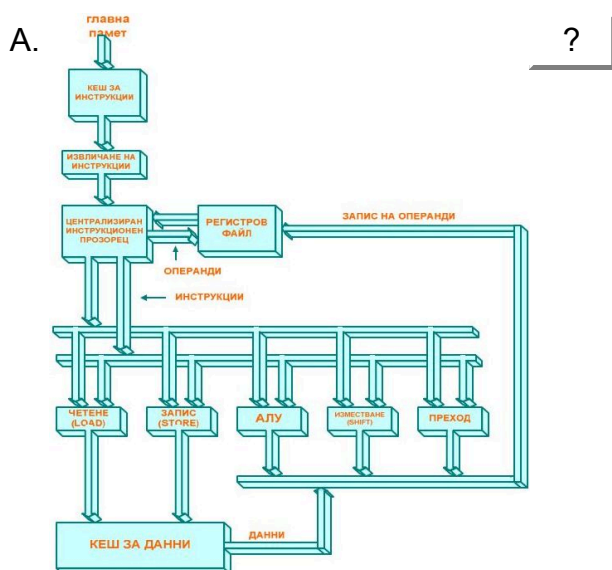 главна
памет
А.
?
КЕШ ЗА
ИНСТРУКЦИИ
ИЗВЛИЧАНЕ НА
ИНСТРУКЦИИ
ЦЕНТРАЛИЗИРАН
ИНСТРУКЦИОНЕН
ПРОЗОРЕЦ
РЕГИСТРОВ
ФАЙЛ
ЗАПИС НА ОПЕРАНДИ
ОПЕРАНДИ
ИНСТРУКЦИИ
ЧЕТЕНЕ
(LOAD)
ЗАПИС
(STORE)
АЛУ
ИЗМЕСТВАНЕ
(SHIFT)
ПРЕХОД
КЕШ ЗА ДАННИ
ДАННИ